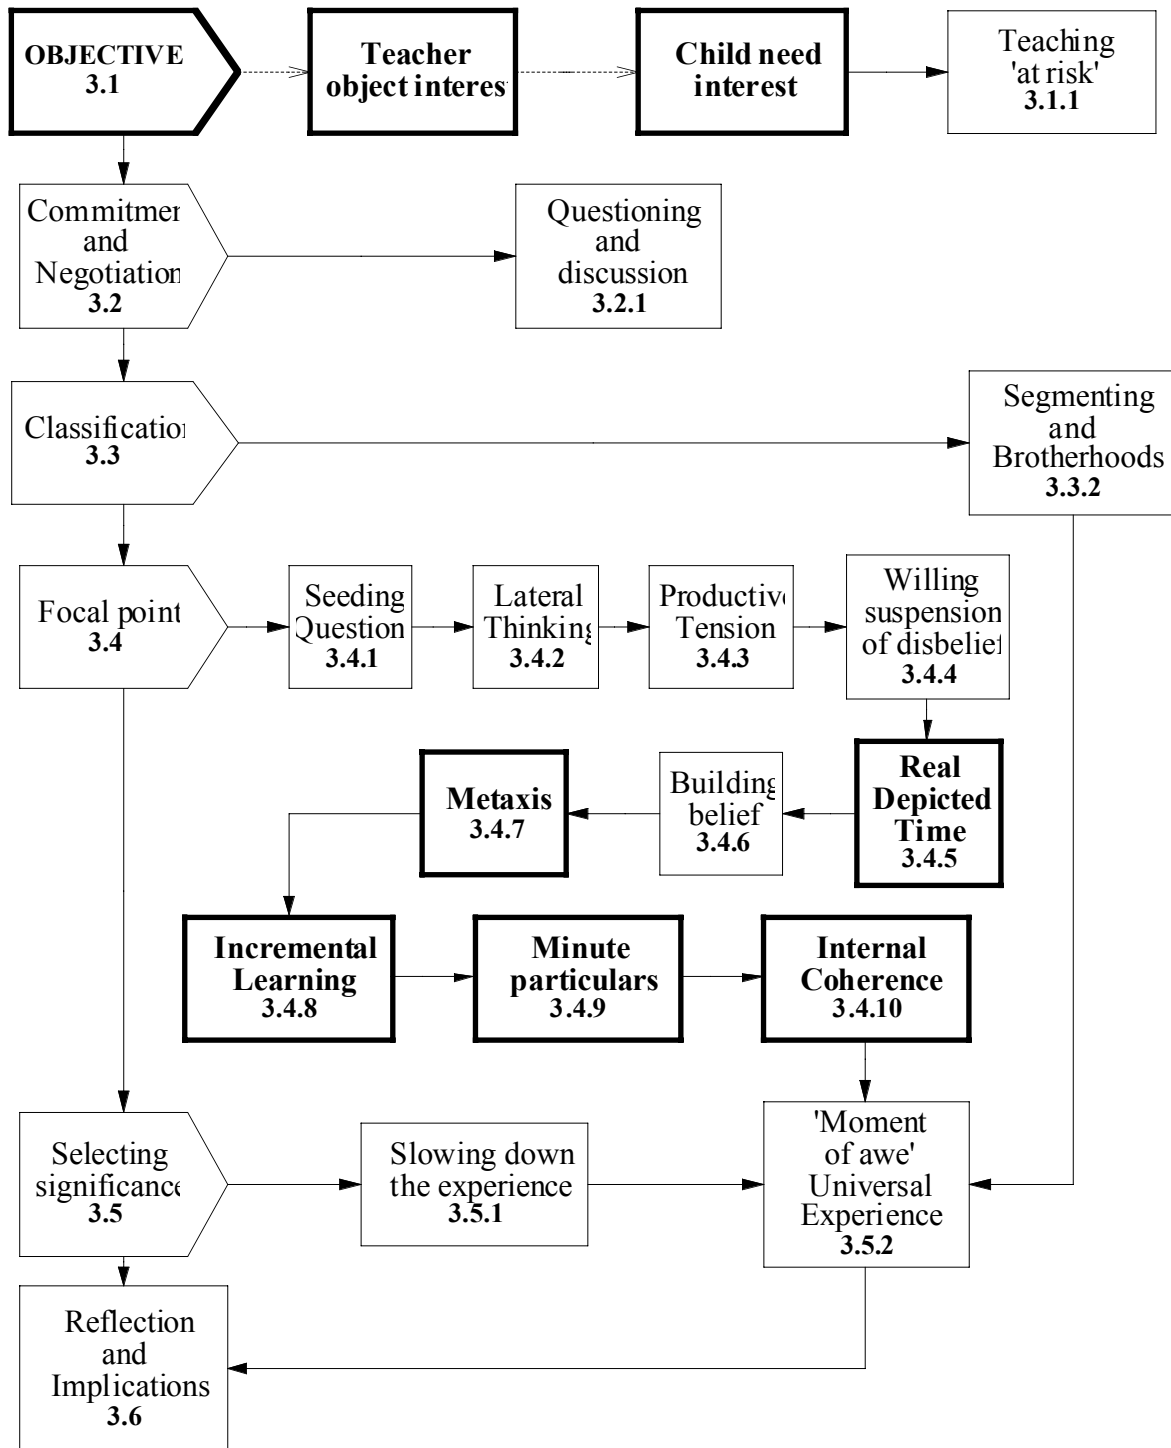 OBJECTIVE
3.1
Teacher
object interes
Child need
interest
Teaching
'at risk'
3.1.1
Commitmen
and
Negotiation
3.2
Questioning
and
discussion
3.2.1
Classification
3.3
Segmenting
and
Brotherhoods
3.3.2
Focal point
3.4
Seeding
Question
3.4.1
Lateral
Thinking
3.4.2
Productive
Tension
3.4.3
Willing
suspension
of disbelief
3.4.4
Real
Depicted
Time
3.4.5
Building
belief
3.4.6
Metaxis
3.4.7
Incremental
Learning
3.4.8
Minute
particulars
3.4.9
Internal
Coherence
3.4.10
Selecting
significance
3.5
Slowing down
the experience
3.5.1
'Moment
of awe'
Universal
Experience
3.5.2
Reflection
and
Implications
3.6